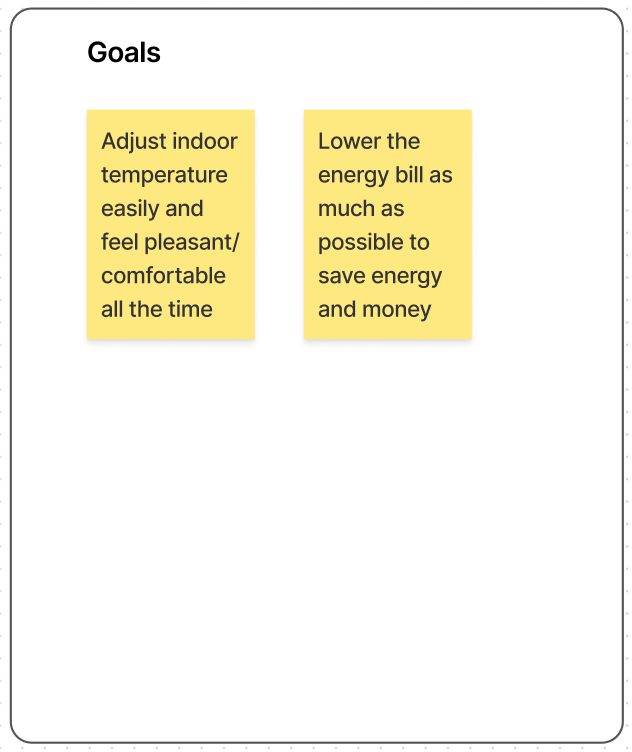 Goals
Adjust indoor
temperature
easily and
feel pleasant/
comfortable
all the time
Lower the
energy bill as
much as
possible to
save energy
and money